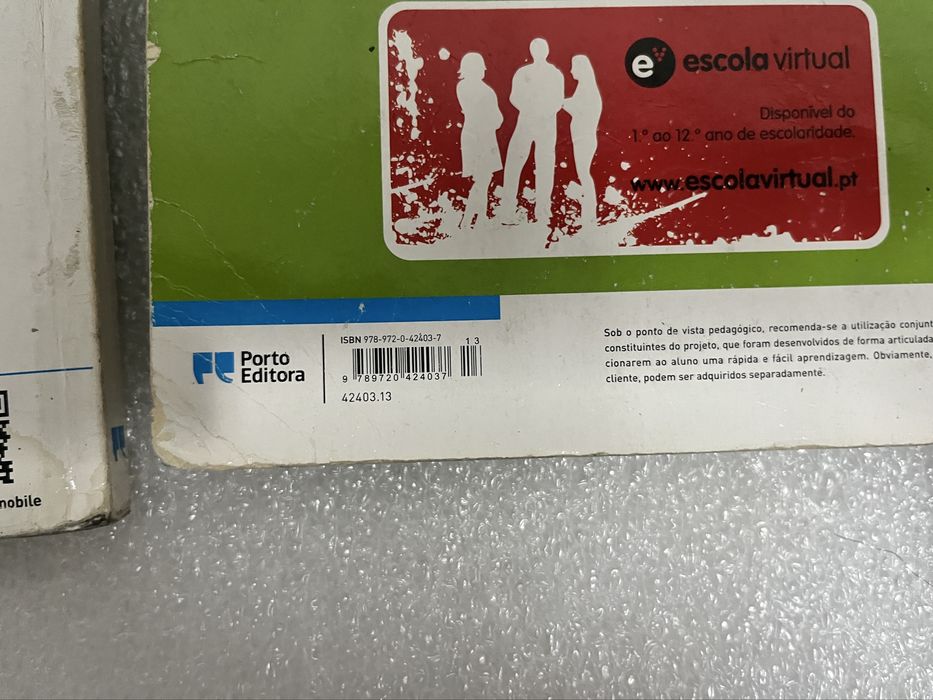 e escola virtual
Disponível do
1.º ao 12.º ano de escolaridade.
www.escolavirtual.pt
Porto
Editora
ISBN 978-972-0-42403-7
13
9 789720 424037
42403.13
Sob o ponto de vista pedagógico, recomenda-se a utilização conjunt
constituintes do projeto, que foram desenvolvidos de forma articulada
cionarem ao aluno uma rápida e fácil aprendizagem. Obviamente,
cliente, podem ser adquiridos separadamente.
mobile